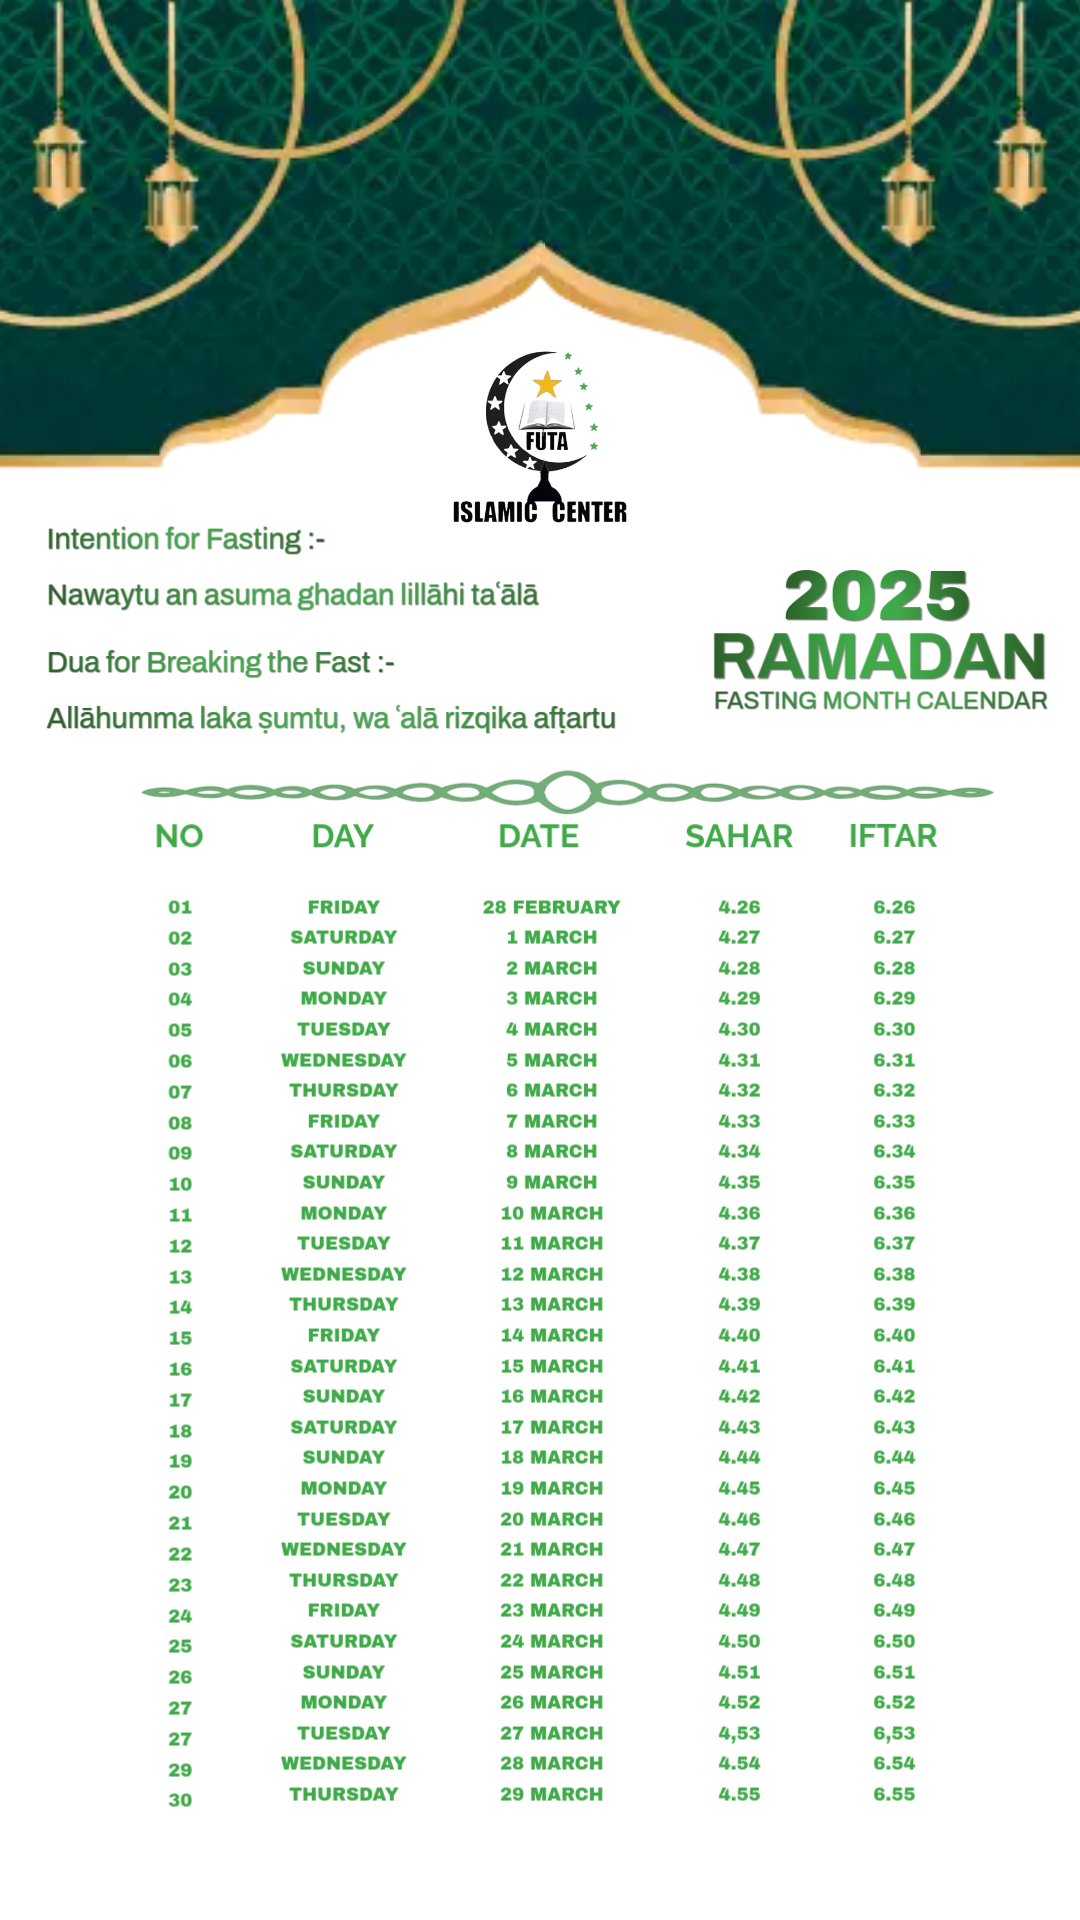 FUTA
ISLAMIC CENTER
Intention for Fasting :-
Nawaytu an asuma ghadan lillāhi taʿālā
Dua for Breaking the Fast :-
Allāhumma laka ṣumtu, wa ʿalā rizqika afṭartu
2025
RAMADAN
FASTING MONTH CALENDAR
NO DAY DATE SAHAR IFTAR
01 FRIDAY 28 FEBRUARY 4.26 6.26
02 SATURDAY 1 MARCH 4.27 6.27
03 SUNDAY 2 MARCH 4.28 6.28
04 MONDAY 3 MARCH 4.29 6.29
05 TUESDAY 4 MARCH 4.30 6.30
06 WEDNESDAY 5 MARCH 4.31 6.31
07 THURSDAY 6 MARCH 4.32 6.32
08 FRIDAY 7 MARCH 4.33 6.33
09 SATURDAY 8 MARCH 4.34 6.34
10 SUNDAY 9 MARCH 4.35 6.35
11 MONDAY 10 MARCH 4.36 6.36
12 TUESDAY 11 MARCH 4.37 6.37
13 WEDNESDAY 12 MARCH 4.38 6.38
14 THURSDAY 13 MARCH 4.39 6.39
15 FRIDAY 14 MARCH 4.40 6.40
16 SATURDAY 15 MARCH 4.41 6.41
17 SUNDAY 16 MARCH 4.42 6.42
18 SATURDAY 17 MARCH 4.43 6.43
19 SUNDAY 18 MARCH 4.44 6.44
20 MONDAY 19 MARCH 4.45 6.45
21 TUESDAY 20 MARCH 4.46 6.46
22 WEDNESDAY 21 MARCH 4.47 6.47
23 THURSDAY 22 MARCH 4.48 6.48
24 FRIDAY 23 MARCH 4.49 6.49
25 SATURDAY 24 MARCH 4.50 6.50
26 SUNDAY 25 MARCH 4.51 6.51
27 MONDAY 26 MARCH 4.52 6.52
27 TUESDAY 27 MARCH 4,53 6,53
29 WEDNESDAY 28 MARCH 4.54 6.54
30 THURSDAY 29 MARCH 4.55 6.55